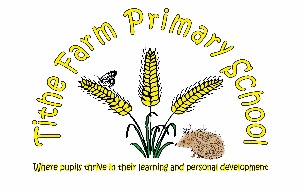 Tithe Farm Primary School
Where pupils thrive in their learning and personal development